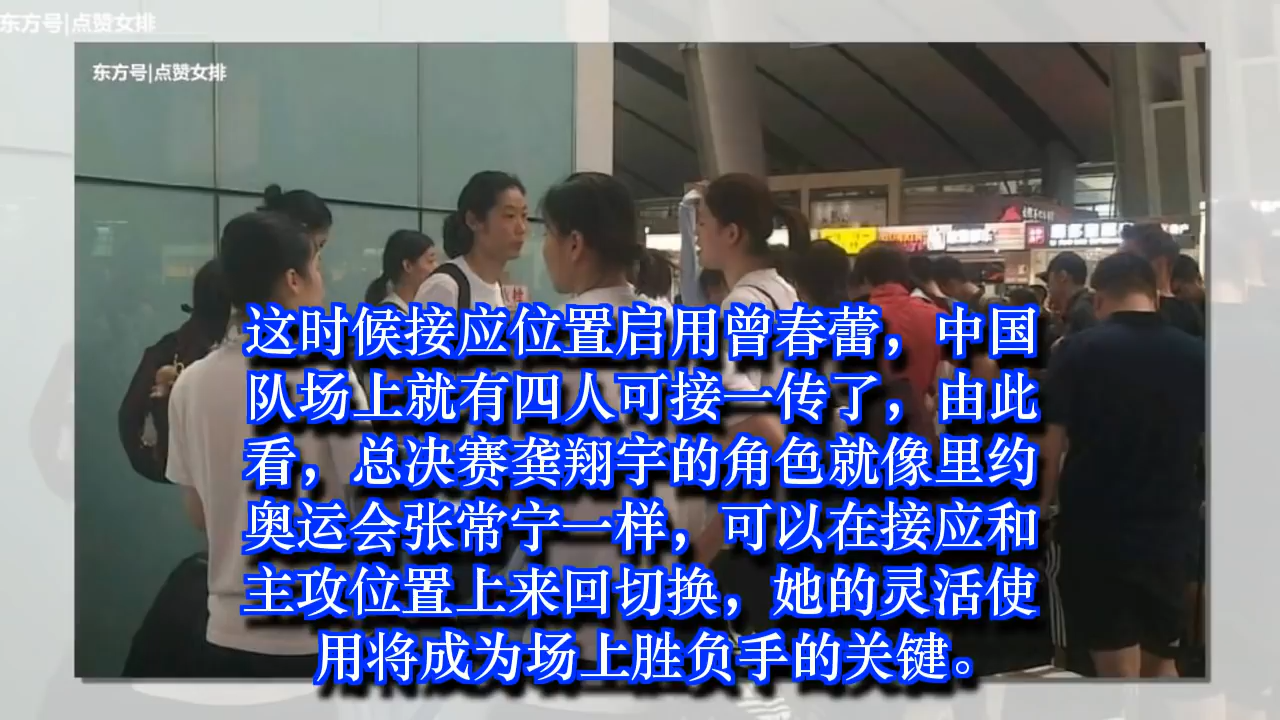 东方号|点赞女排
东方号|点赞女排
这时候接应位置启用曾春蕾，中国
队场上就有四人可接一传了，由此
看，总决赛龚翔宇的角色就像里约
奥运会张常宁一样，可以在接应和
主攻位置上来回切换，她的灵活使
用将成为场上胜负手的关键。